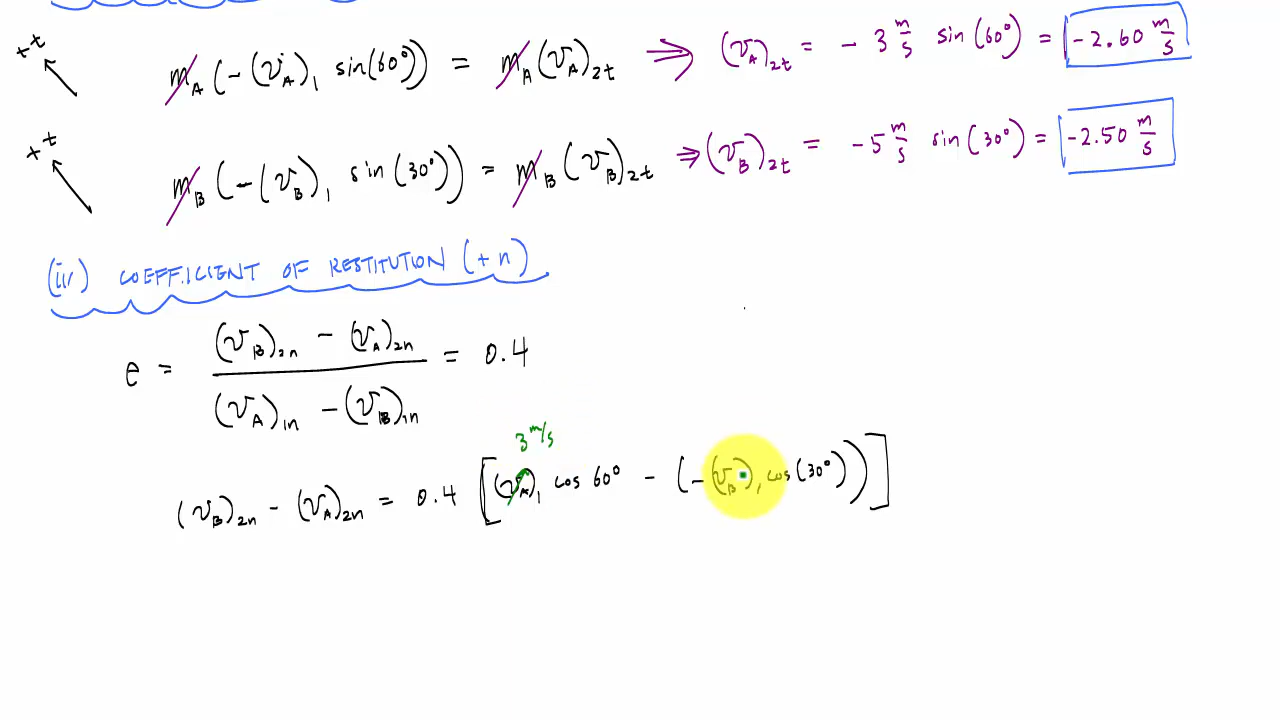 +t m_A (-(v_A)_1 sin(60°)) = m_A (v_A)_2t ⇒ (v_A)_2t = -3 m/s sin(60°) = -2.60 m/s
+t m_B (-(v_B)_1 sin(30°)) = m_B (v_B)_2t ⇒ (v_B)_2t = -5 m/s sin(30°) = -2.50 m/s
(iv) COEFFICIENT OF RESTITUTION (+n)
e = ((v_B)_2n - (v_A)_2n) / ((v_A)_1n - (v_B)_1n) = 0.4
3 m/s
(v_B)_2n - (v_A)_2n = 0.4 [(v_A)_1 cos 60° - (-(v_B)_1 cos(30°))]